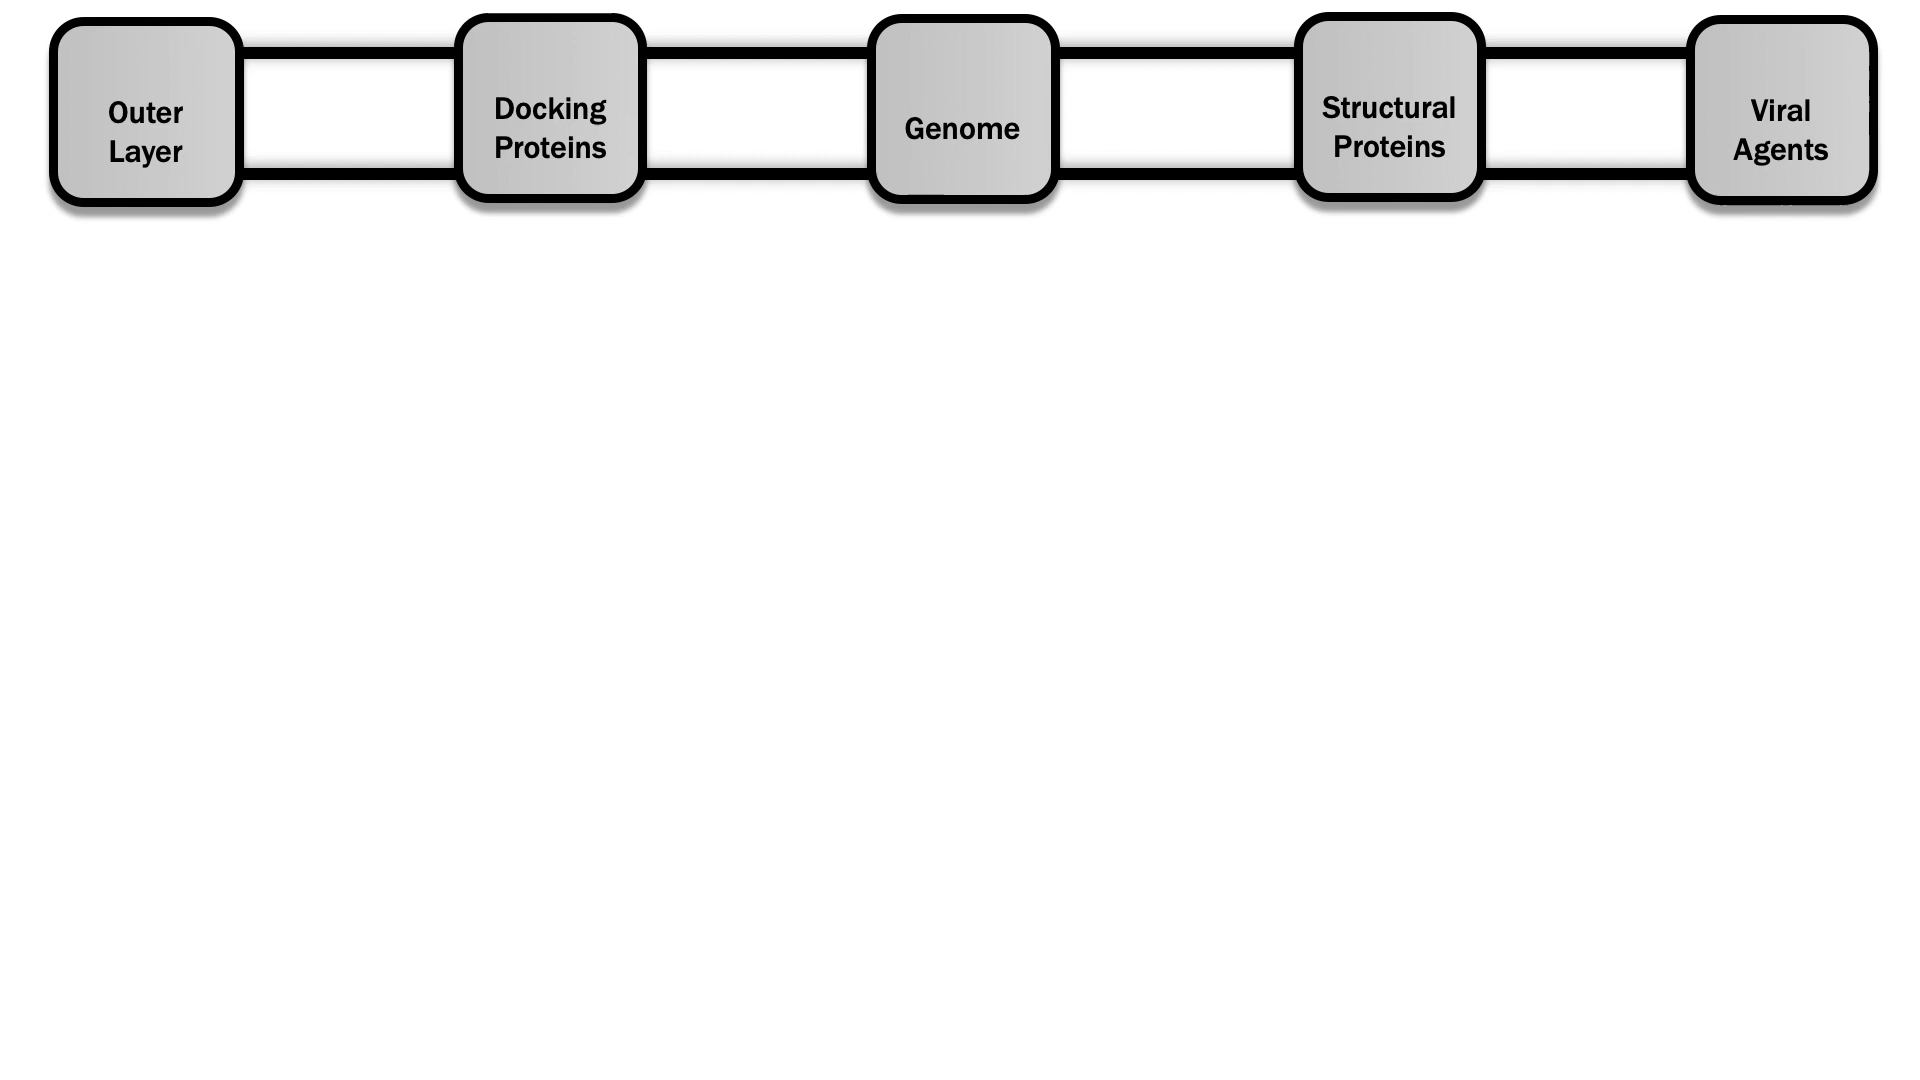 Outer
Layer
Docking
Proteins
Genome
Structural
Proteins
Viral
Agents